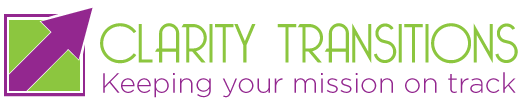 CLARITY TRANSITIONS
Keeping your mission on track